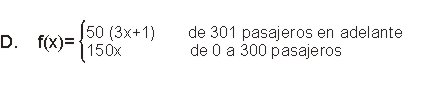 D. f(x)= 50 (3x+1) de 301 pasajeros en adelante
150x de 0 a 300 pasajeros